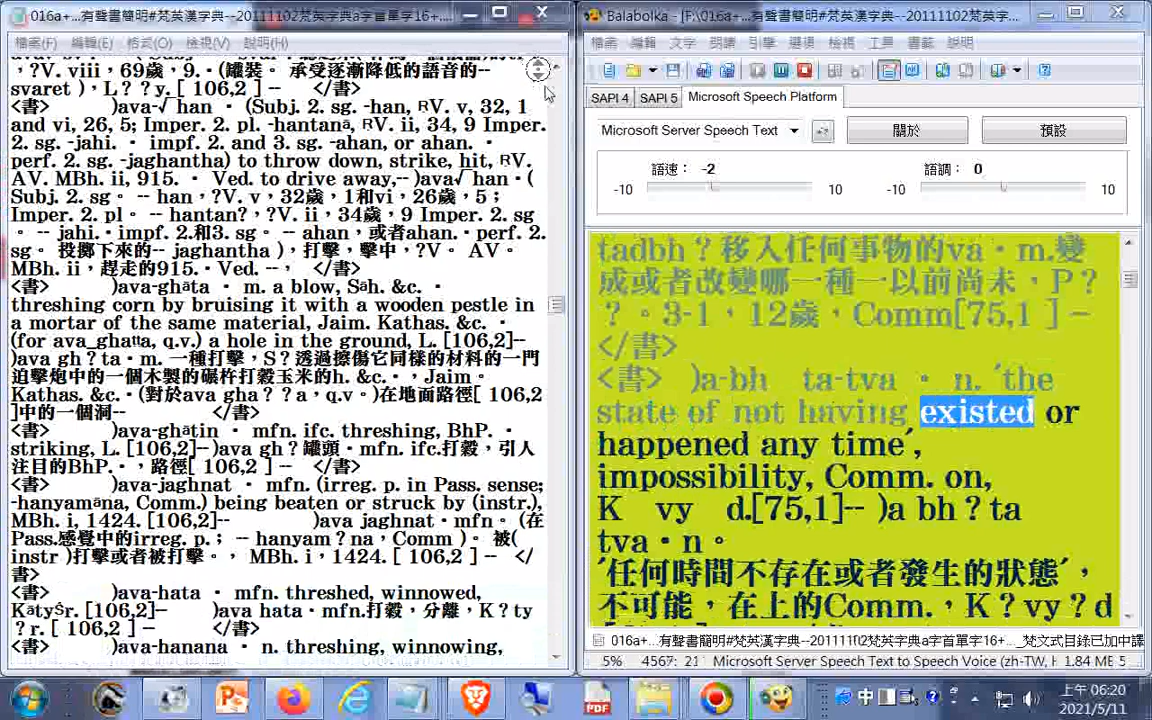 016a+...有聲書簡明#梵英漢字典--20111102梵英字典a字首單字16+...
檔案(F) 編輯(E) 格式(O) 檢視(V) 說明(H)
，?V. viii，69歲，9.‧(罐裝。 承受逐漸降低的語音的--
svaret )，L？？y. [ 106,2 ] -- </書>
<書> )ava-√ han ‧ (Subj. 2. sg. -han, RV. v, 32, 1
and vi, 26, 5; Imper. 2. pl. -hantanā, RV. ii, 34, 9 Imper.
2. sg. -jahi. ‧ impf. 2. and 3. sg. -ahan, or ahan. ‧
perf. 2. sg. -jaghantha) to throw down, strike, hit, RV.
AV. MBh. ii, 915. ‧ Ved. to drive away,-- )ava√ han‧(
Subj. 2. sg。 -- han，?V. v，32歲，1和vi，26歲，5；
Imper. 2. pl。 -- hantan?，?V. ii，34歲，9 Imper. 2. sg
。 -- jahi.‧ impf. 2.和3. sg。 -- ahan，或者ahan.‧ perf. 2.
sg。 投擲下來的-- jaghantha )，打擊，擊中，?V。 AV。
MBh. ii，趕走的915.‧Ved. --， </書>
<書> )ava-ghāta ‧ m. a blow, Sāh. &c. ‧
threshing corn by bruising it with a wooden pestle in
a mortar of the same material, Jaim. Kathas. &c. ‧
(for ava_ghaṭṭa, q.v.) a hole in the ground, L. [106,2]--
)ava gh？ta‧m. 一種打擊，S？透過擦傷它同樣的材料的一門
迫擊炮中的一個木製的碾杵打穀玉米的h. &c.‧，Jaim。
Kathas. &c.‧(對於ava gha？？a，q.v。)在地面路徑[ 106,2
]中的一個洞-- </書>
<書> )ava-ghātin ‧ mfn. ifc. threshing, BhP. ‧
striking, L. [106,2]-- )ava gh？罐頭‧mfn. ifc.打穀，引人
注目的BhP.‧，路徑[ 106,2 ] -- </書>
<書> )ava-jaghnat ‧ mfn. (irreg. p. in Pass. sense;
-hanyamāna, Comm.) being beaten or struck by (instr.),
MBh. i, 1424. [106,2]-- )ava jaghnat‧mfn。 (在
Pass.感覺中的irreg. p.； -- hanyam？na，Comm )。 被(
instr )打擊或者被打擊。， MBh. i，1424. [ 106,2 ] -- </
書>
<書> )ava-hata ‧ mfn. threshed, winnowed,
KātyŚr. [106,2]-- )ava hata‧mfn.打穀，分離，K？ty
？r. [ 106,2 ] -- </書>
<書> )ava-hanana ‧ n. threshing, winnowing,
Balabolka - [F:\016a+...有聲書簡明#梵英漢字典--20111102梵英字典...
檔案 編輯 文字 朗讀 引擎 選項 檢視 工具 書籤 說明
SAPI 4 SAPI 5 Microsoft Speech Platform
Microsoft Server Speech Text 關於 預設
語速： -2 語調： 0
-10 10 -10 10
tadbh？移入任何事物的va‧m.變
成或者改變哪一種一以前尚未，P？
？。3-1，12歲，Comm[75,1 ] --
</書>
<書> )a-bh ta-tva ‧ n. 'the
state of not having existed or
happened any time',
impossibility, Comm. on,
K vy d.[75,1]-- )a bh？ta
tva‧n。
'任何時間不存在或者發生的狀態'，
不可能，在上的Comm.，K？vy？d
016a+...有聲書簡明#梵英漢字典--20111102梵英字典a字首單字16+..._梵文式目錄已加中譯
5% 4567: 21 Microsoft Server Speech Text to Speech Voice (zh-TW, H 1.84 MB 5
中
上午 06:20
2021/5/11